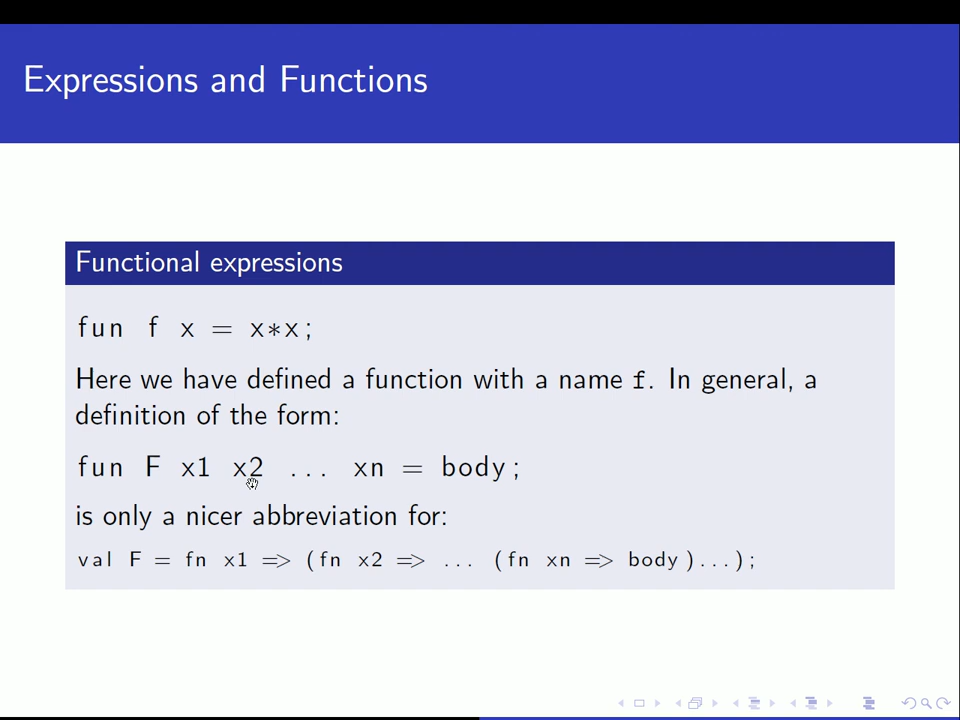 Expressions and Functions
Functional expressions
fun f x = x*x;
Here we have defined a function with a name f. In general, a
definition of the form:
fun F x1 x2 ... xn = body;
is only a nicer abbreviation for:
val F = fn x1 => (fn x2 => ... (fn xn => body)...);